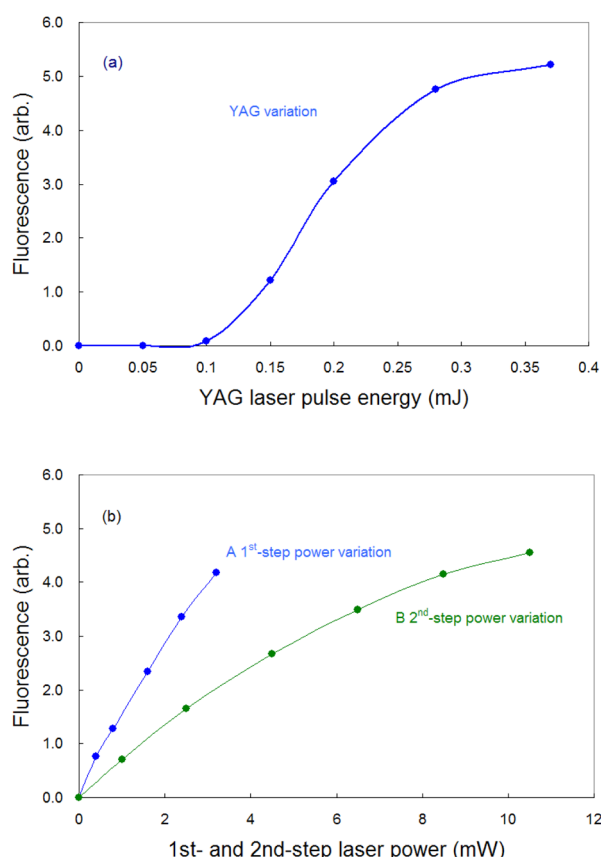 6.0
(a)
5.0
YAG variation
4.0
3.0
2.0
1.0
0.0
0 0.05 0.1 0.15 0.2 0.25 0.3 0.35 0.4
Fluorescence (arb.)
YAG laser pulse energy (mJ)
6.0
(b)
5.0
A 1st-step power variation
4.0
B 2nd-step power variation
3.0
2.0
1.0
0.0
0 2 4 6 8 10 12
Fluorescence (arb.)
1st- and 2nd-step laser power (mW)